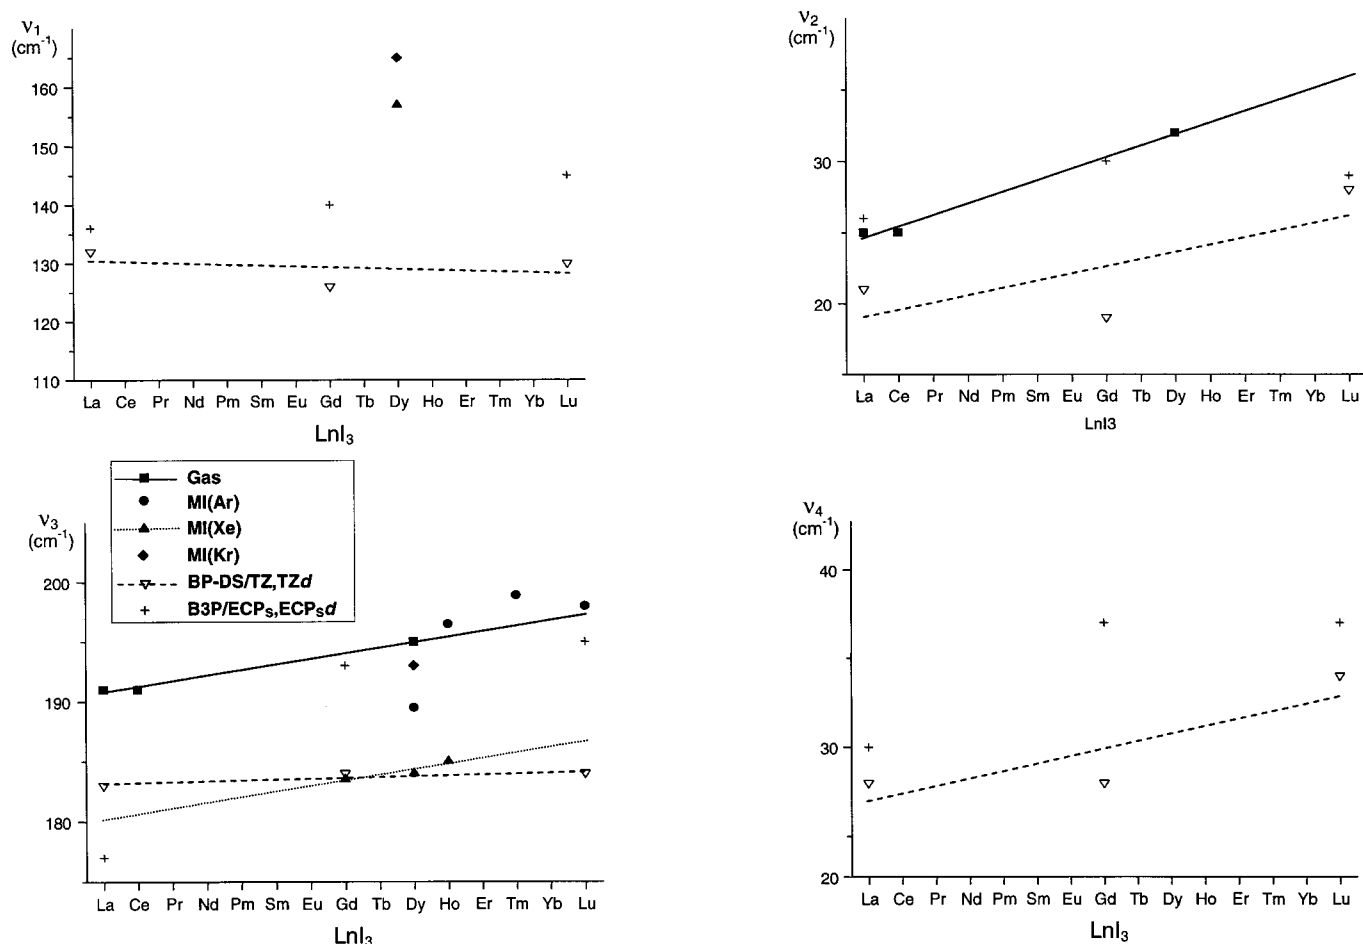 ν1
(cm-1)
160
150
140
130
120
110
La Ce Pr Nd Pm Sm Eu Gd Tb Dy Ho Er Tm Yb Lu
LnI3
ν2
(cm-1)
30
20
La Ce Pr Nd Pm Sm Eu Gd Tb Dy Ho Er Tm Yb Lu
LnI3
Gas
MI(Ar)
MI(Xe)
MI(Kr)
BP-DS/TZ,TZd
B3P/ECPS,ECPSd
ν3
(cm-1)
200
190
180
La Ce Pr Nd Pm Sm Eu Gd Tb Dy Ho Er Tm Yb Lu
LnI3
ν4
(cm-1)
40
30
20
La Ce Pr Nd Pm Sm Eu Gd Tb Dy Ho Er Tm Yb Lu
LnI3